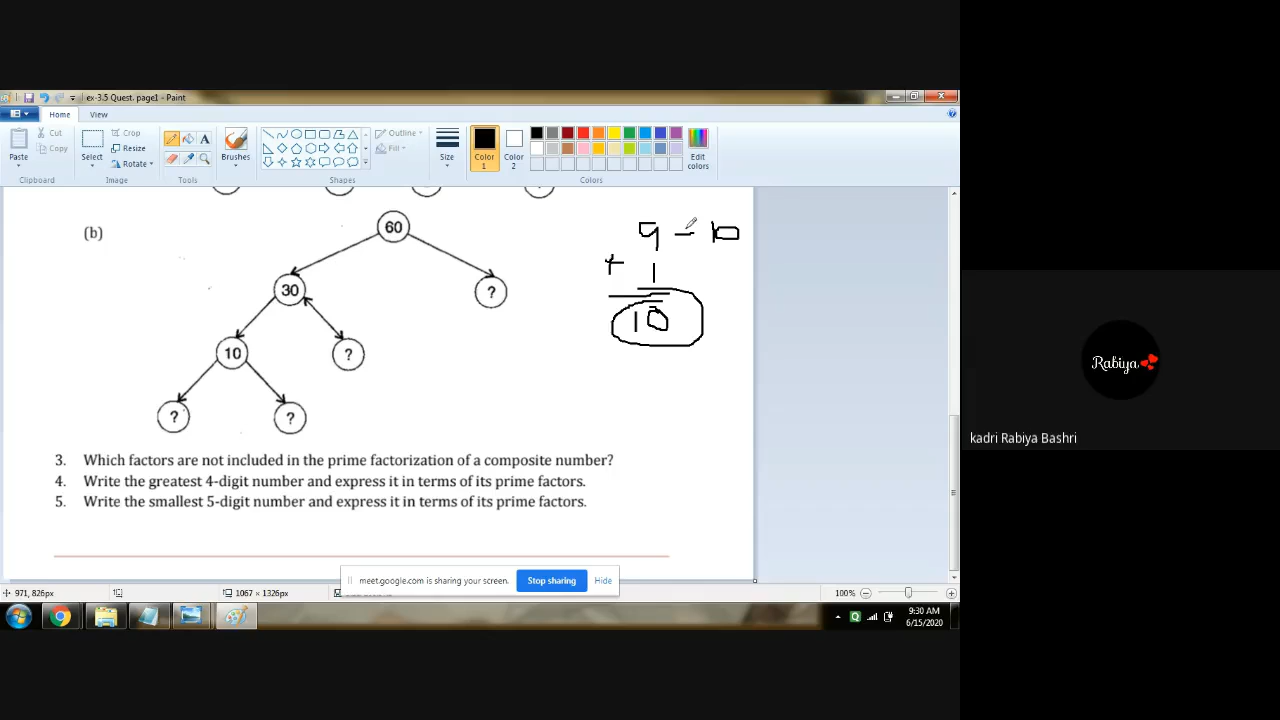 ex-3.5 Quest. page1 - Paint
Home View
Paste
Cut
Copy
Clipboard
Select
Crop
Resize
Rotate
Image
A
Tools
Brushes
Outline
Fill
Shapes
Size
Color 1
Color 2
Edit colors
Colors
(b)
60
30 ?
10 ?
? ?
9 - 10
+ 1
10
3. Which factors are not included in the prime factorization of a composite number?
4. Write the greatest 4-digit number and express it in terms of its prime factors.
5. Write the smallest 5-digit number and express it in terms of its prime factors.
meet.google.com is sharing your screen. Stop sharing Hide
971, 826px 1067 × 1326px 100%
9:30 AM
6/15/2020
Rabiya
kadri Rabiya Bashri